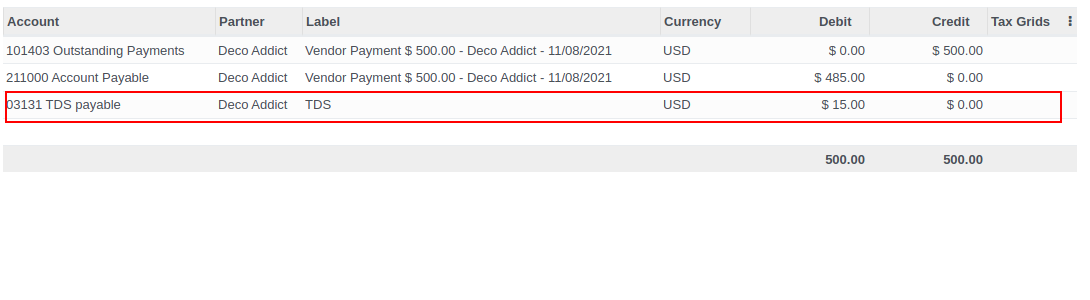 Account Partner Label Currency Debit Credit Tax Grids
101403 Outstanding Payments Deco Addict Vendor Payment $ 500.00 - Deco Addict - 11/08/2021 USD $ 0.00 $ 500.00
211000 Account Payable Deco Addict Vendor Payment $ 500.00 - Deco Addict - 11/08/2021 USD $ 485.00 $ 0.00
03131 TDS payable Deco Addict TDS USD $ 15.00 $ 0.00
500.00 500.00